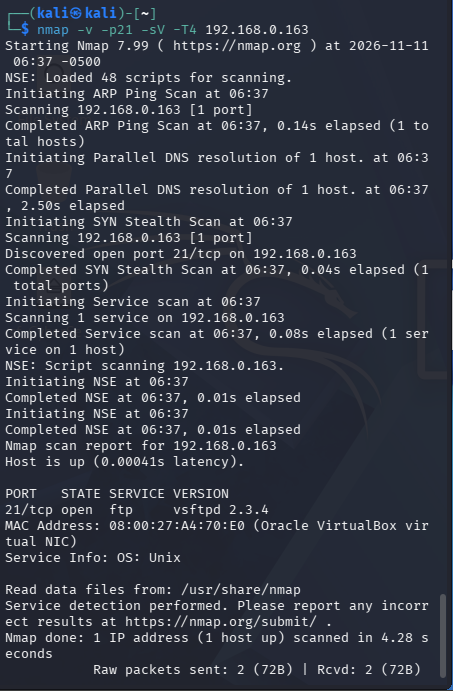 ┌──(kali㉿kali)-[~]
└─$ nmap -v -p21 -sV -T4 192.168.0.163
Starting Nmap 7.99 ( https://nmap.org ) at 2026-11-11
 06:37 -0500
NSE: Loaded 48 scripts for scanning.
Initiating ARP Ping Scan at 06:37
Scanning 192.168.0.163 [1 port]
Completed ARP Ping Scan at 06:37, 0.14s elapsed (1 to
tal hosts)
Initiating Parallel DNS resolution of 1 host. at 06:3
7
Completed Parallel DNS resolution of 1 host. at 06:37
, 2.50s elapsed
Initiating SYN Stealth Scan at 06:37
Scanning 192.168.0.163 [1 port]
Discovered open port 21/tcp on 192.168.0.163
Completed SYN Stealth Scan at 06:37, 0.04s elapsed (1
 total ports)
Initiating Service scan at 06:37
Scanning 1 service on 192.168.0.163
Completed Service scan at 06:37, 0.08s elapsed (1 ser
vice on 1 host)
NSE: Script scanning 192.168.0.163.
Initiating NSE at 06:37
Completed NSE at 06:37, 0.01s elapsed
Initiating NSE at 06:37
Completed NSE at 06:37, 0.01s elapsed
Nmap scan report for 192.168.0.163
Host is up (0.00041s latency).

PORT   STATE SERVICE VERSION
21/tcp open  ftp     vsftpd 2.3.4
MAC Address: 08:00:27:A4:70:E0 (Oracle VirtualBox vir
tual NIC)
Service Info: OS: Unix

Read data files from: /usr/share/nmap
Service detection performed. Please report any incorr
ect results at https://nmap.org/submit/ .
Nmap done: 1 IP address (1 host up) scanned in 4.28 s
econds
           Raw packets sent: 2 (72B) | Rcvd: 2 (72B)